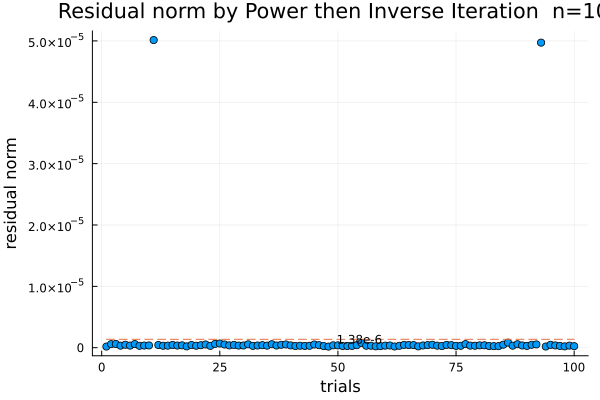 Residual norm by Power then Inverse Iteration n=10
5.0×10⁻⁵
4.0×10⁻⁵
3.0×10⁻⁵
2.0×10⁻⁵
1.0×10⁻⁵
0
residual norm
1.38e-6
0 25 50 75 100
trials